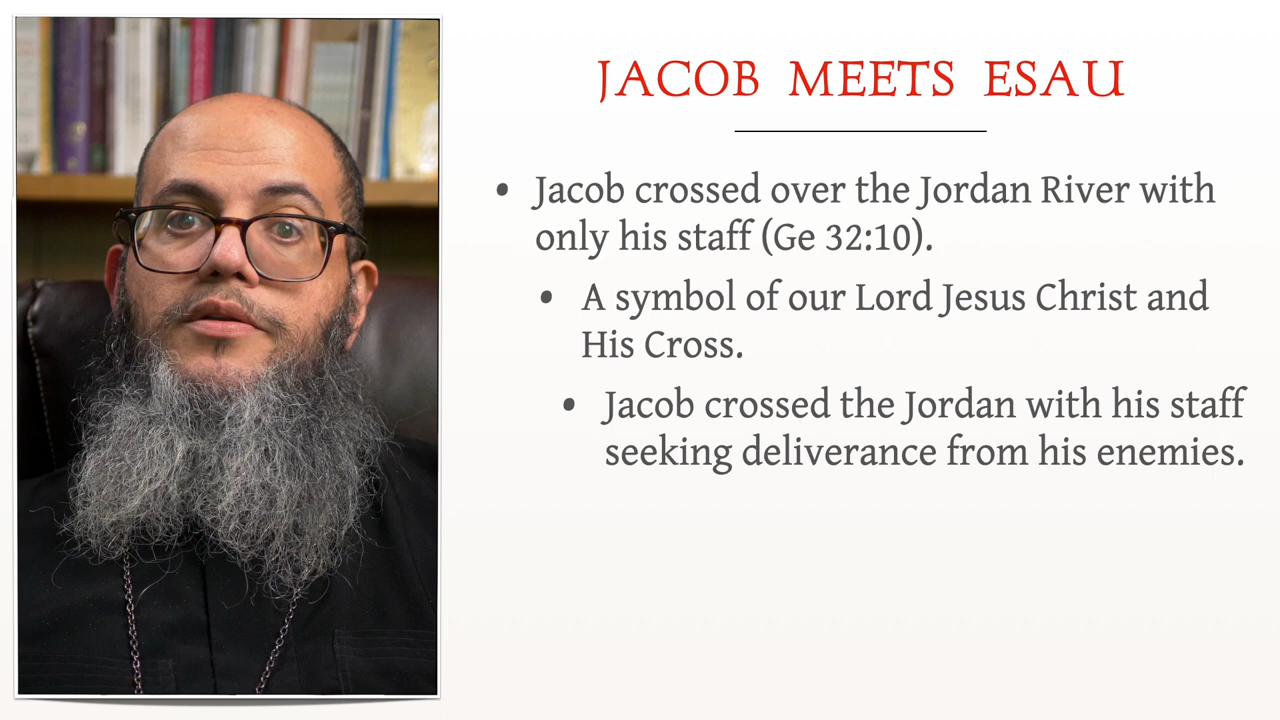 JACOB MEETS ESAU
• Jacob crossed over the Jordan River with
only his staff (Ge 32:10).
• A symbol of our Lord Jesus Christ and
His Cross.
• Jacob crossed the Jordan with his staff
seeking deliverance from his enemies.